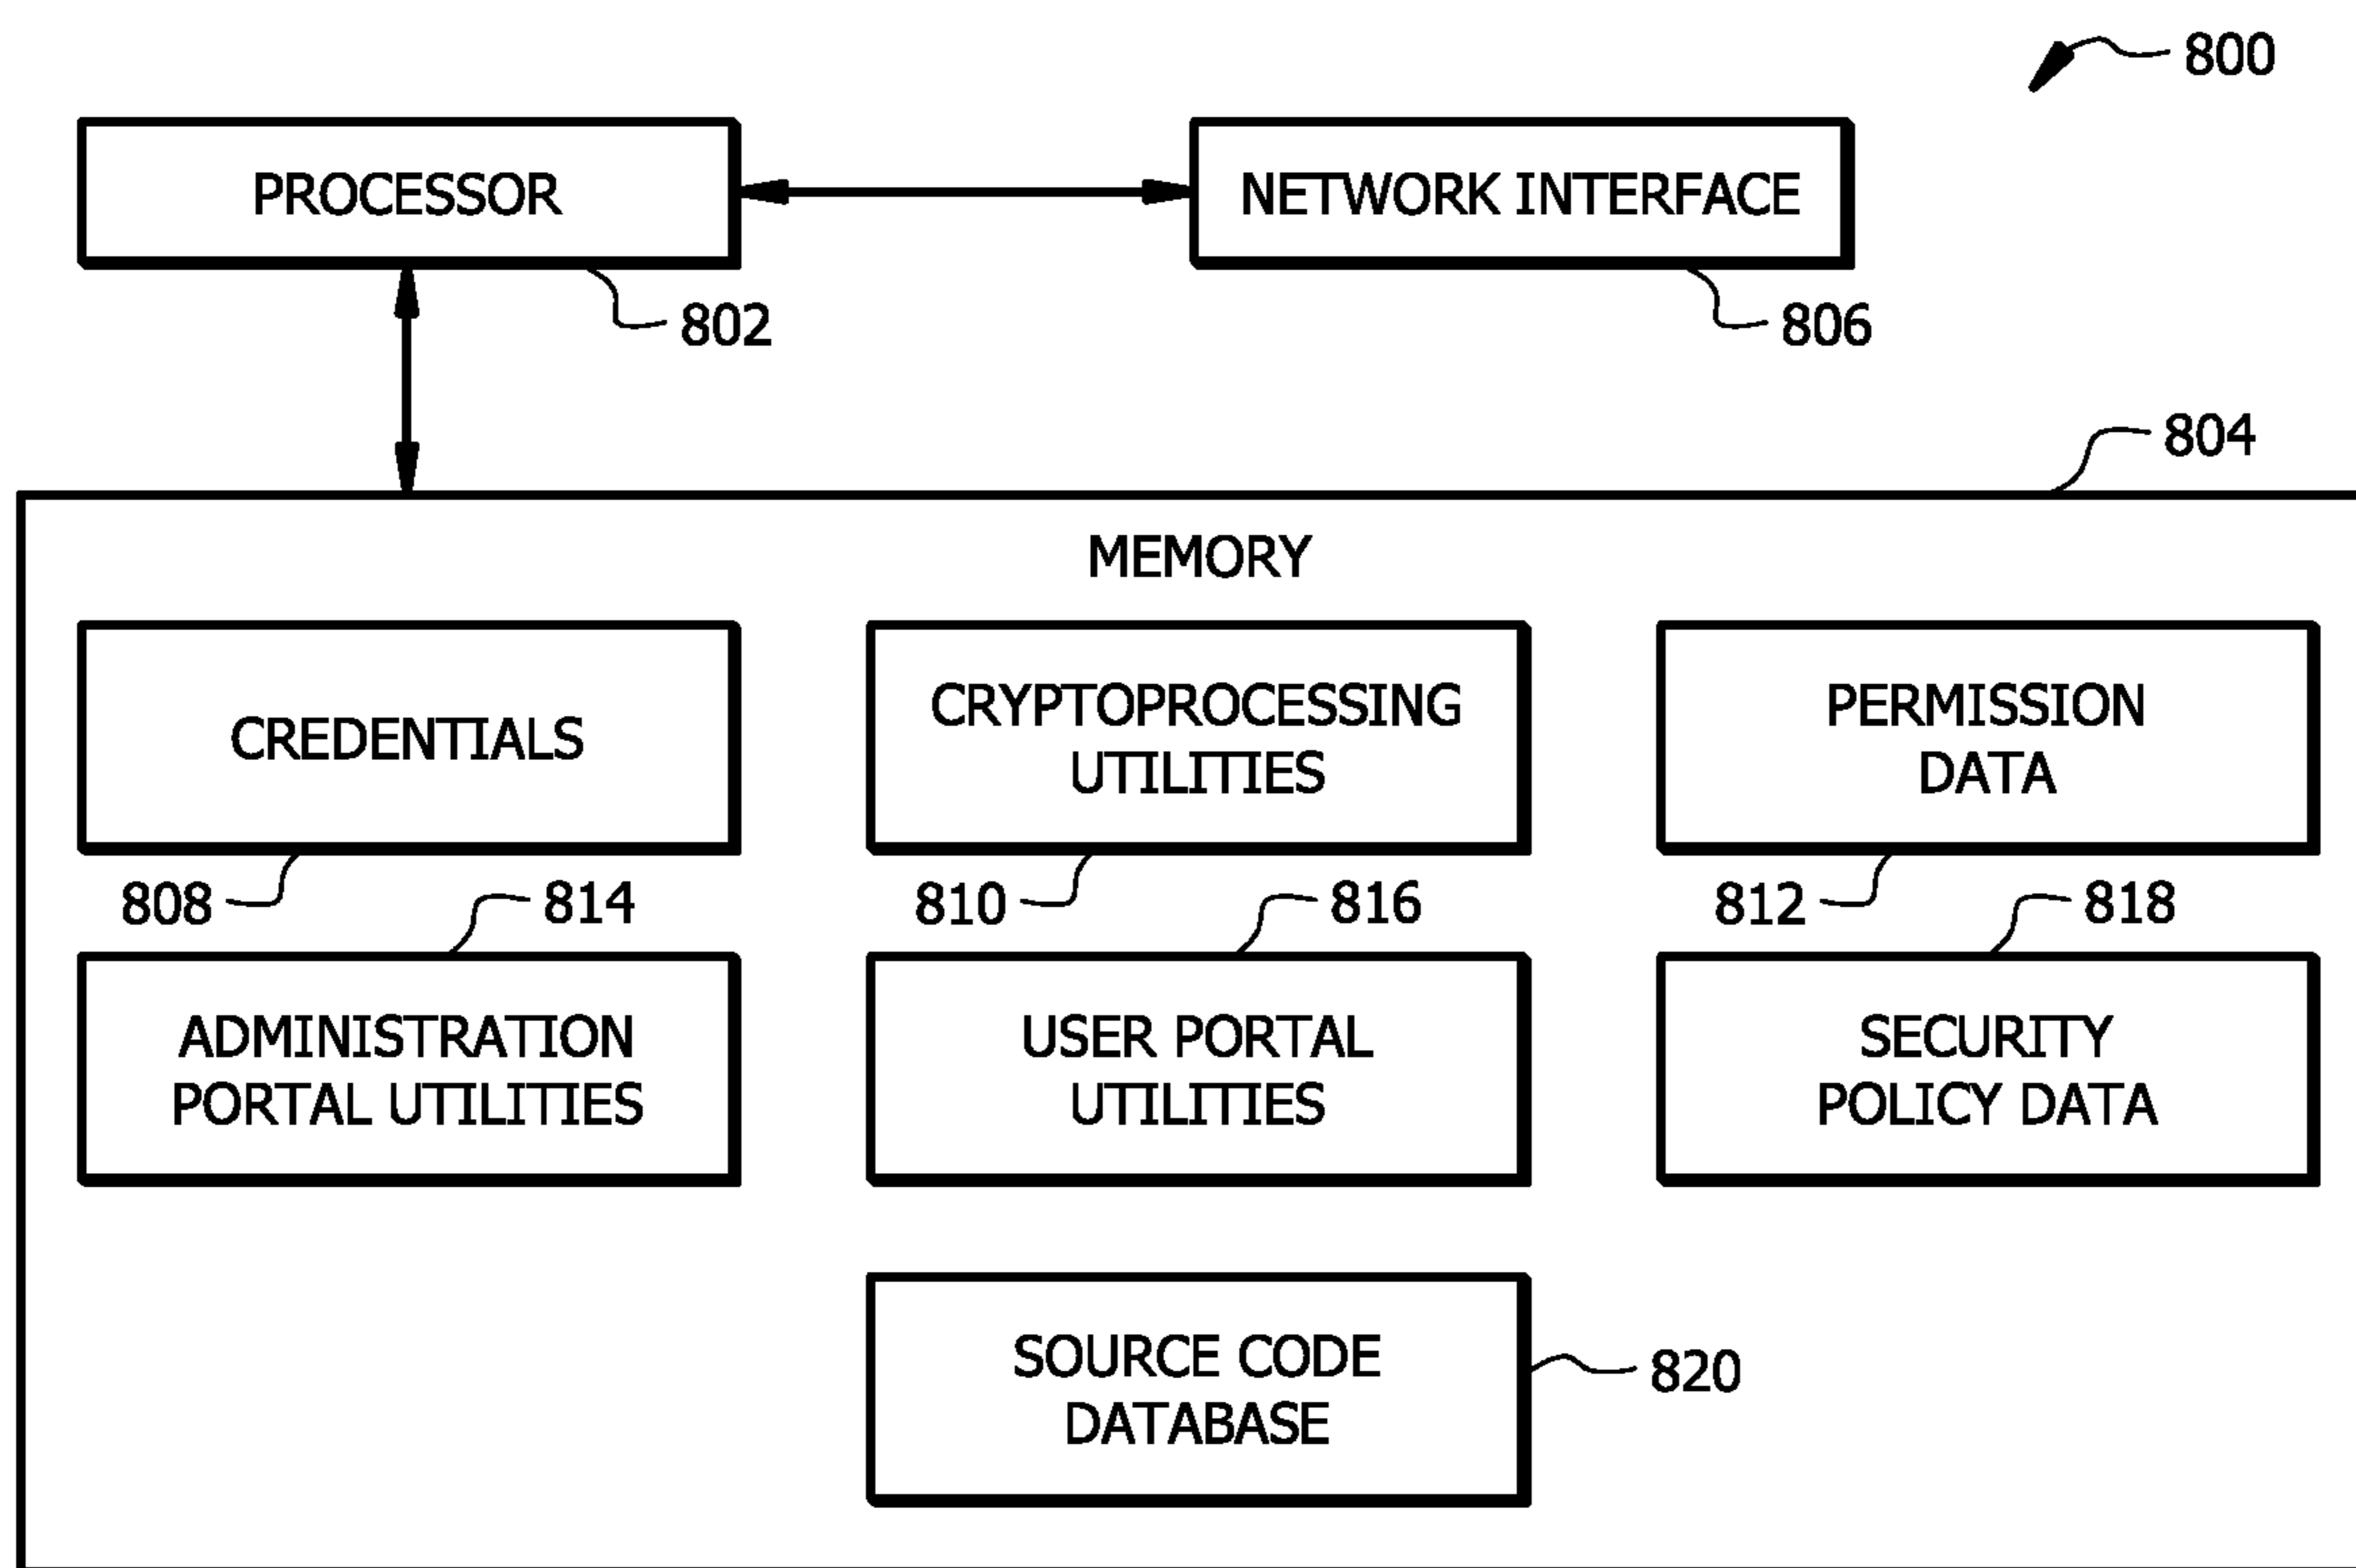 800
PROCESSOR
NETWORK INTERFACE
802
806
804
MEMORY
CREDENTIALS
CRYPTOPROCESSING
UTILITIES
PERMISSION
DATA
808
814
810
816
812
818
ADMINISTRATION
PORTAL UTILITIES
USER PORTAL
UTILITIES
SECURITY
POLICY DATA
SOURCE CODE
DATABASE
820